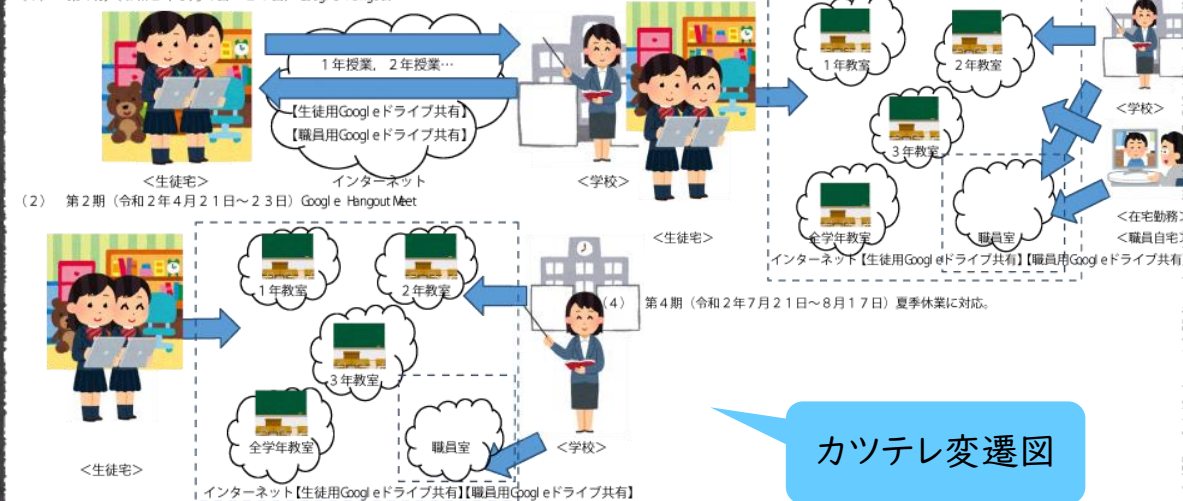 1年授業，2年授業…
【生徒用Googleドライブ共有】
【職員用Googleドライブ共有】
＜生徒宅＞
インターネット
＜学校＞
（2）　第2期（令和2年4月21日～23日）Google Hangout Meet
1年教室
2年教室
3年教室
全学年教室
職員室
＜生徒宅＞
＜学校＞
インターネット【生徒用Googleドライブ共有】【職員用Googleドライブ共有】
1年教室
2年教室
3年教室
全学年教室
職員室
＜学校＞
＜在宅勤務＞
＜職員自宅＞
＜生徒宅＞
インターネット【生徒用Googleドライブ共有】【職員用Googleドライブ共有
（4）　第4期（令和2年7月21日～8月17日）夏季休業に対応。
カツテレ変遷図